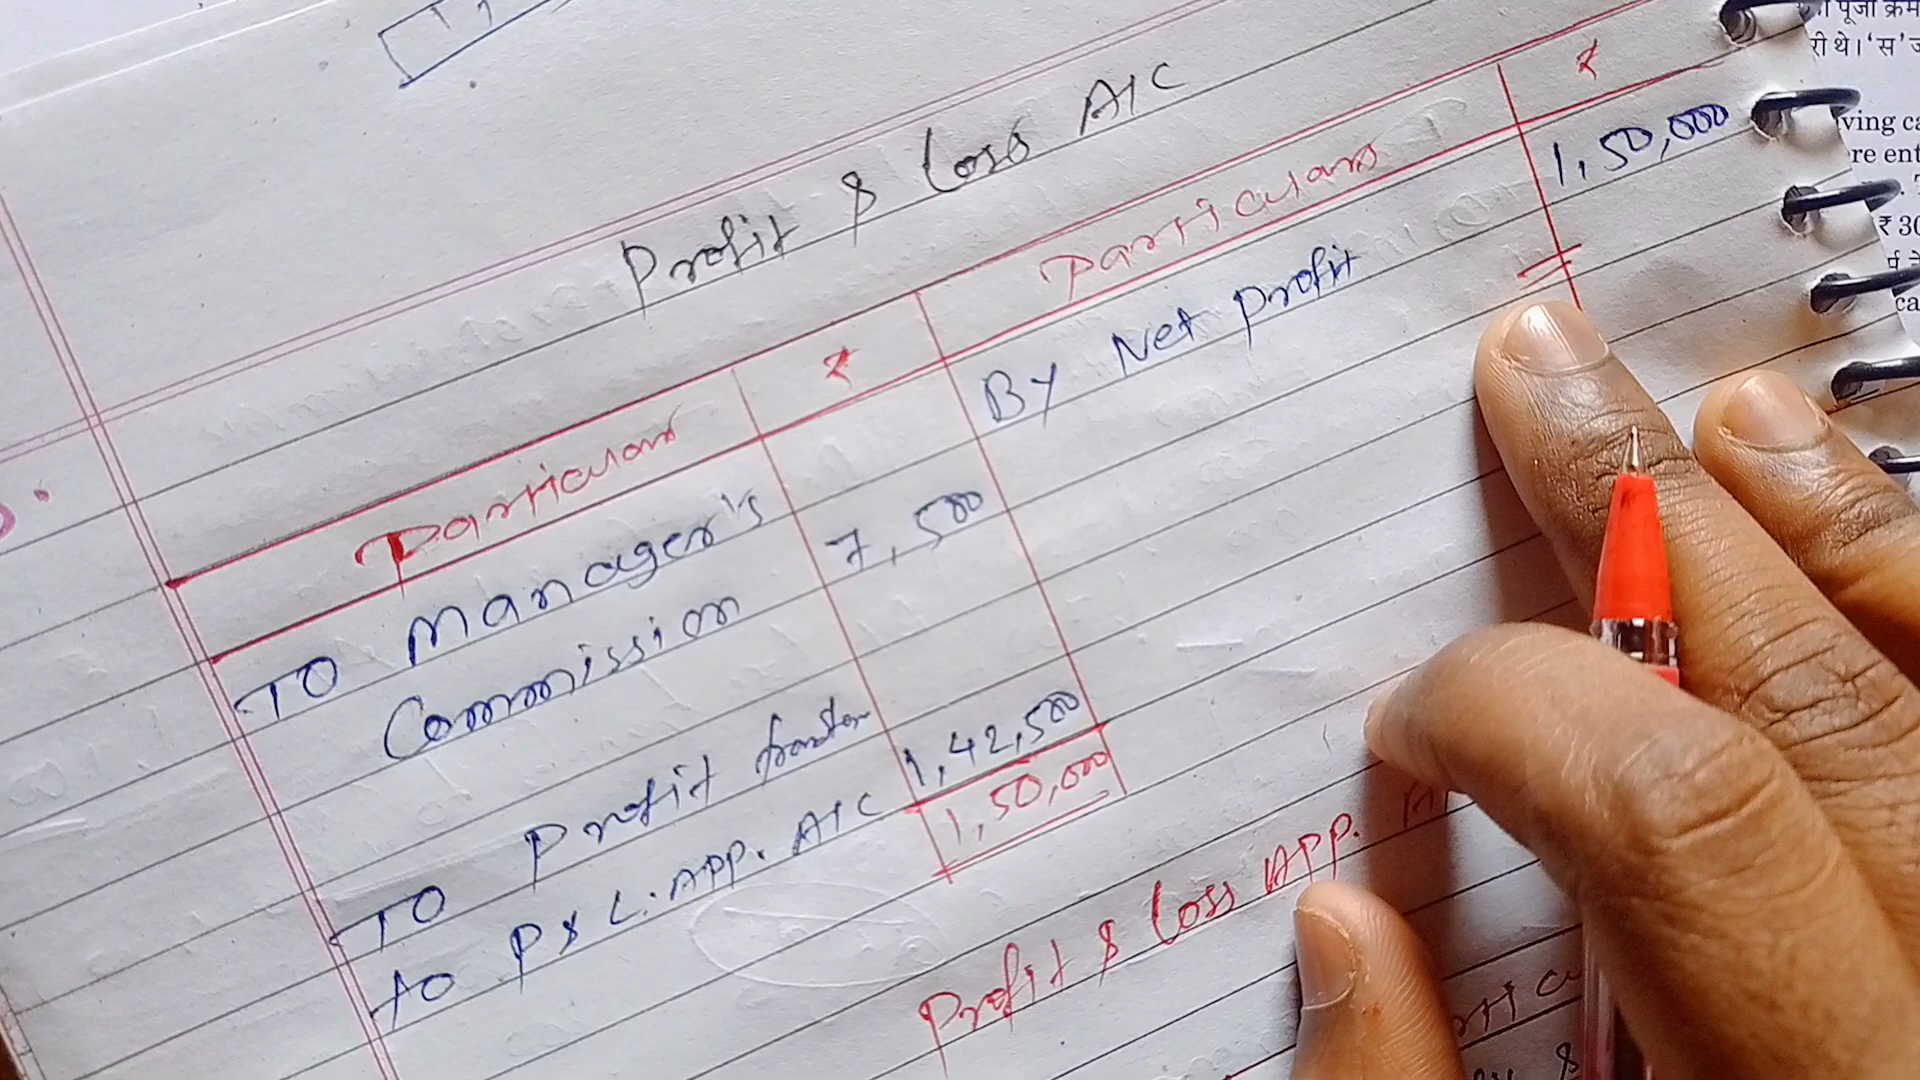 Profit & Loss A/C
Particulars ₹ Particulars ₹
To Manager's 7,500 By Net Profit 1,50,000
Commission
To Profit transfer
to P & L. APP. A/C 1,42,500
1,50,000
Profit & Loss APP.
पूंजी
री थे। 'स'
ving
re ent
₹ 30
ca